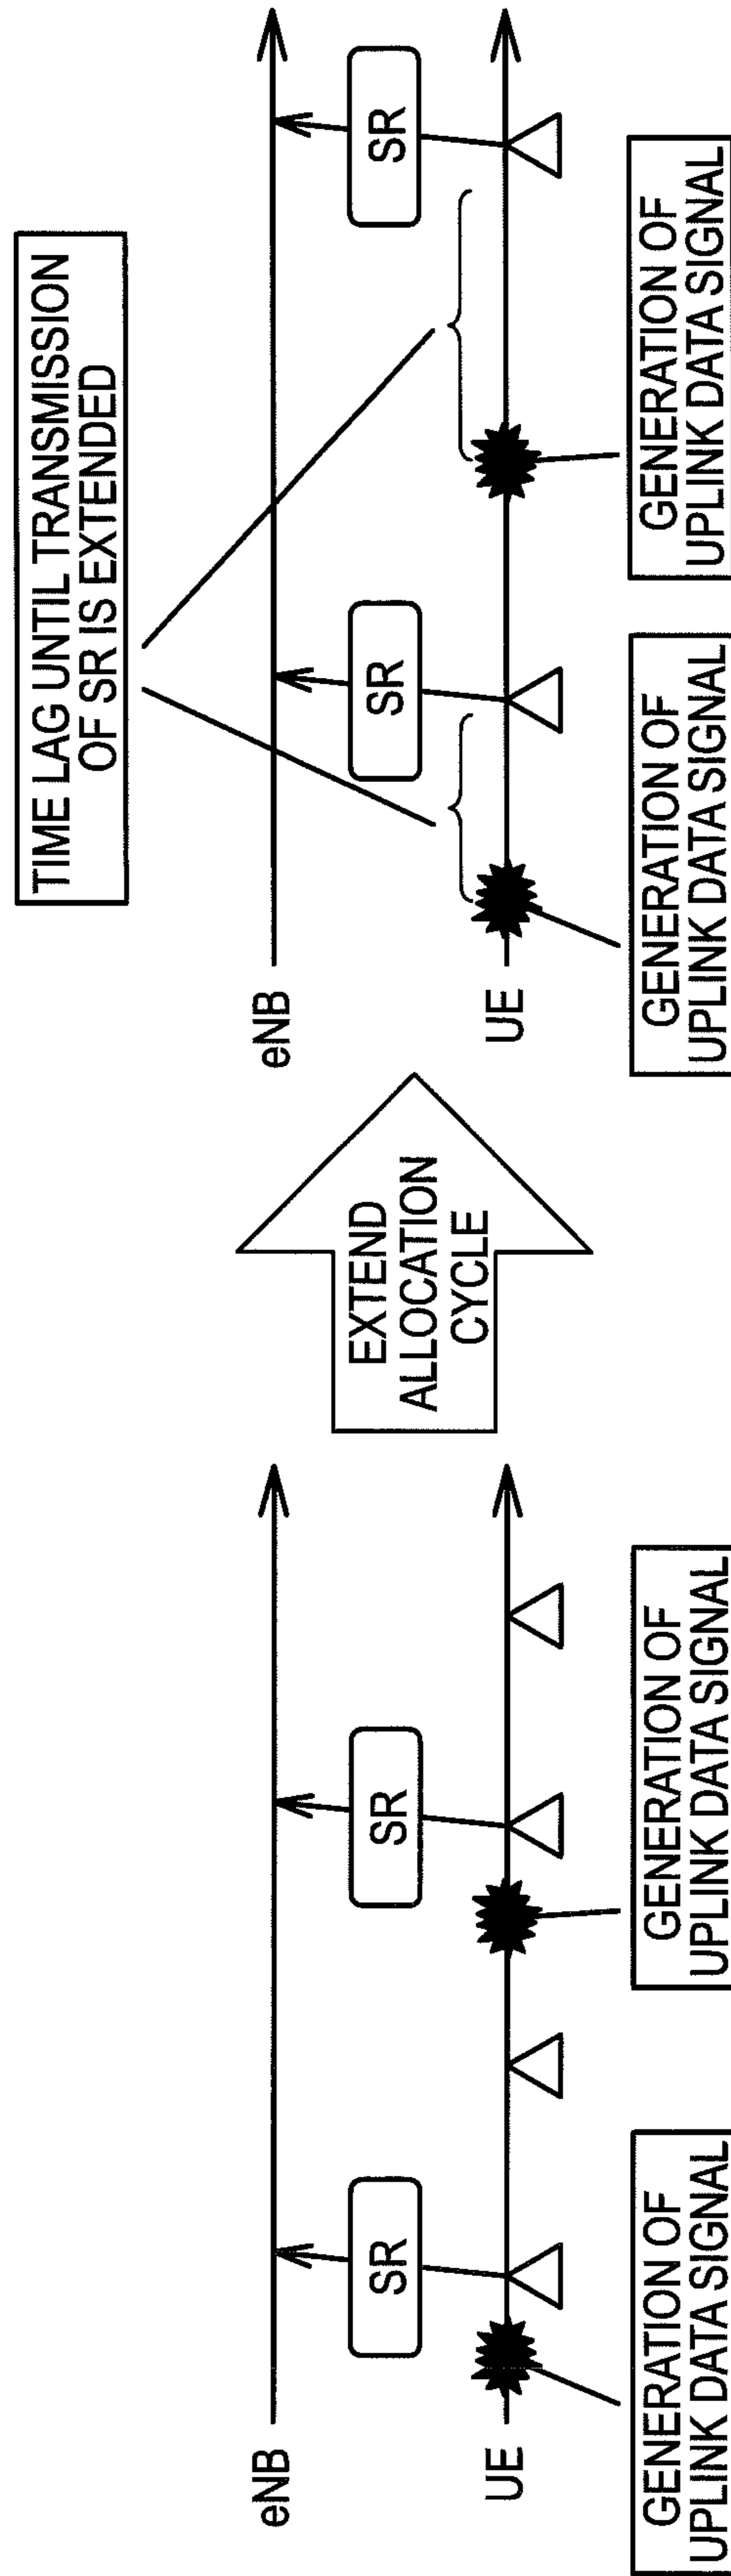 eNB
SR
SR
UE
GENERATION OF
UPLINK DATA SIGNAL
GENERATION OF
UPLINK DATA SIGNAL
EXTEND
ALLOCATION
CYCLE
TIME LAG UNTIL TRANSMISSION
OF SR IS EXTENDED
eNB
SR
SR
UE
GENERATION OF
UPLINK DATA SIGNAL
GENERATION OF
UPLINK DATA SIGNAL